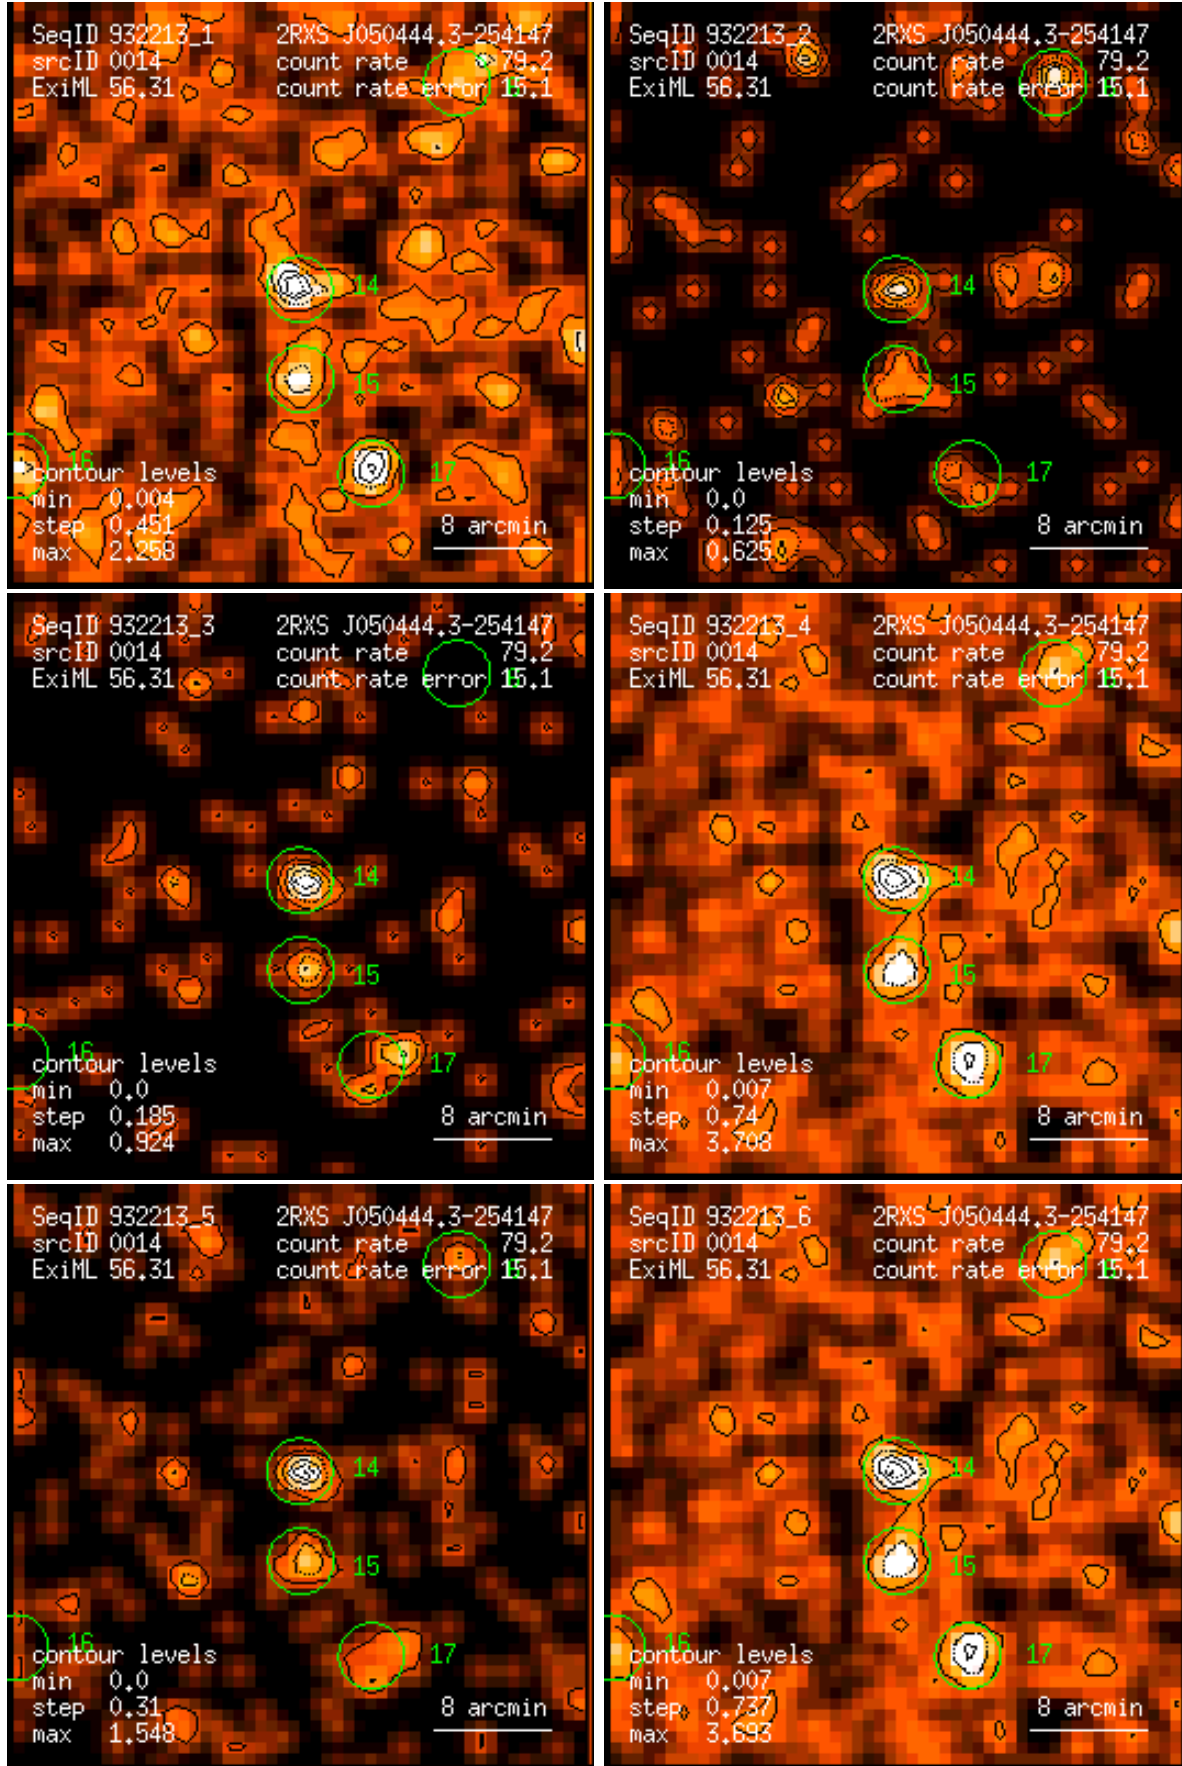 SeqID 932213_1 2RXS J050444.3-254147
srcID 0014 count rate 79.2
ExiML 56.31 count rate error 15.1
14
15
16
contour levels 17
min 0.004
step 0.451 8 arcmin
max 2.258
SeqID 932213_2 2RXS J050444.3-254147
srcID 0014 count rate 79.2
ExiML 56.31 count rate error 15.1
14
15
16
contour levels 17
min 0.0
step 0.125 8 arcmin
max 0.625
SeqID 932213_3 2RXS J050444.3-254147
srcID 0014 count rate 79.2
ExiML 56.31 count rate error 15.1
14
15
16
contour levels 17
min 0.0
step 0.185 8 arcmin
max 0.924
SeqID 932213_4 2RXS J050444.3-254147
srcID 0014 count rate 79.2
ExiML 56.31 count rate error 15.1
14
15
16
contour levels 17
min 0.007
step 0.74 8 arcmin
max 3.708
SeqID 932213_5 2RXS J050444.3-254147
srcID 0014 count rate 79.2
ExiML 56.31 count rate error 15.1
14
15
16
contour levels 17
min 0.0
step 0.31 8 arcmin
max 1.548
SeqID 932213_6 2RXS J050444.3-254147
srcID 0014 count rate 79.2
ExiML 56.31 count rate error 15.1
14
15
16
contour levels 17
min 0.007
step 0.737 8 arcmin
max 3.693